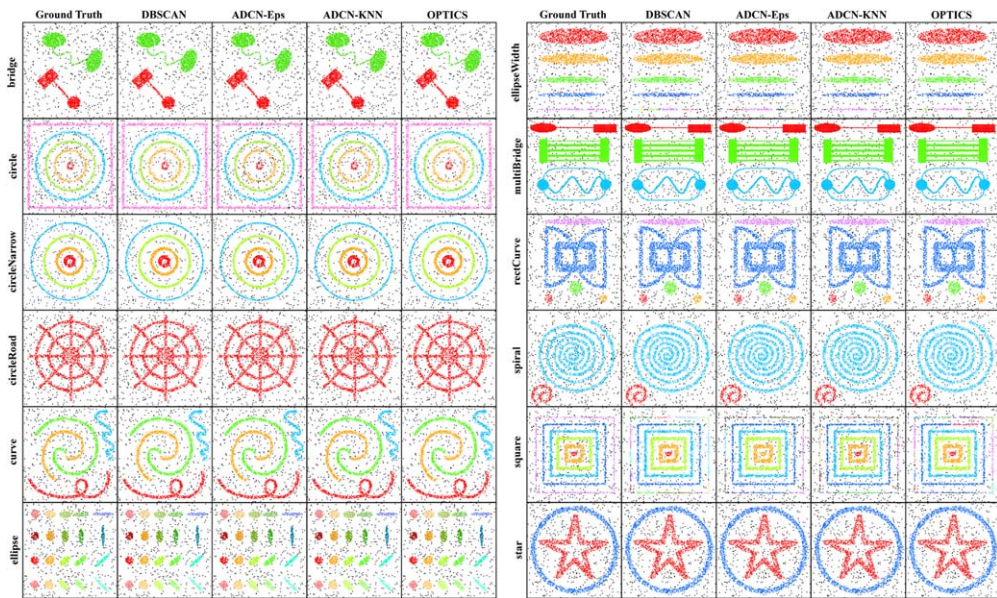 Ground Truth DBSCAN ADCN-Eps ADCN-KNN OPTICS
bridge
circle
circleNarrow
circleRoad
curve
ellipse
Ground Truth DBSCAN ADCN-Eps ADCN-KNN OPTICS
ellipseWidth
multiBridge
rectCurve
spiral
square
star